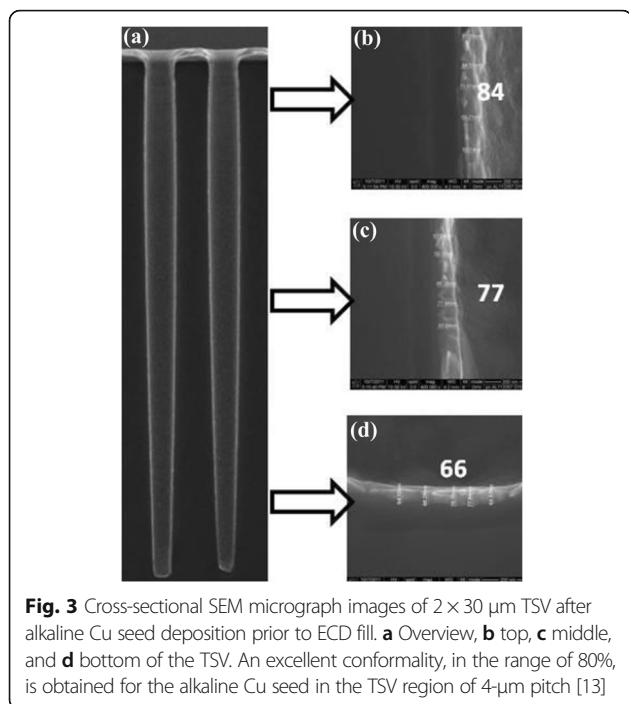 (a)
(b)
84
(c)
77
(d)
66
Fig. 3 Cross-sectional SEM micrograph images of 2 × 30 μm TSV after
alkaline Cu seed deposition prior to ECD fill. a Overview, b top, c middle,
and d bottom of the TSV. An excellent conformality, in the range of 80%,
is obtained for the alkaline Cu seed in the TSV region of 4-μm pitch [13]